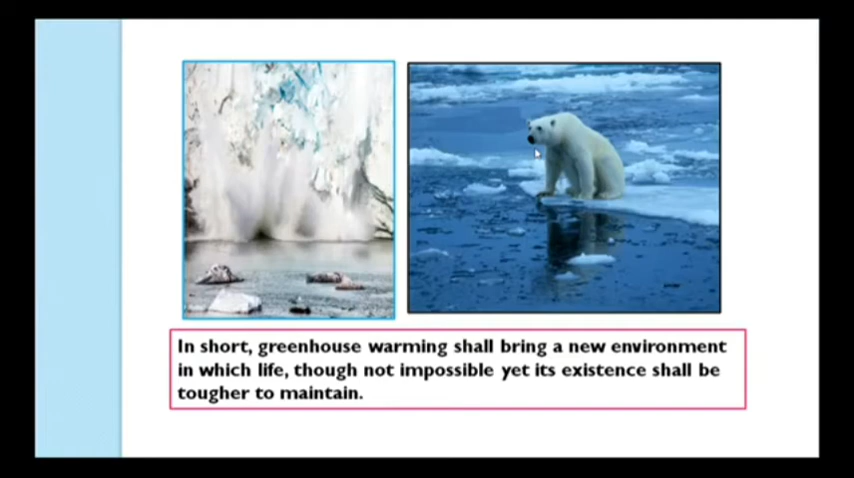 In short, greenhouse warming shall bring a new environment
in which life, though not impossible yet its existence shall be
tougher to maintain.